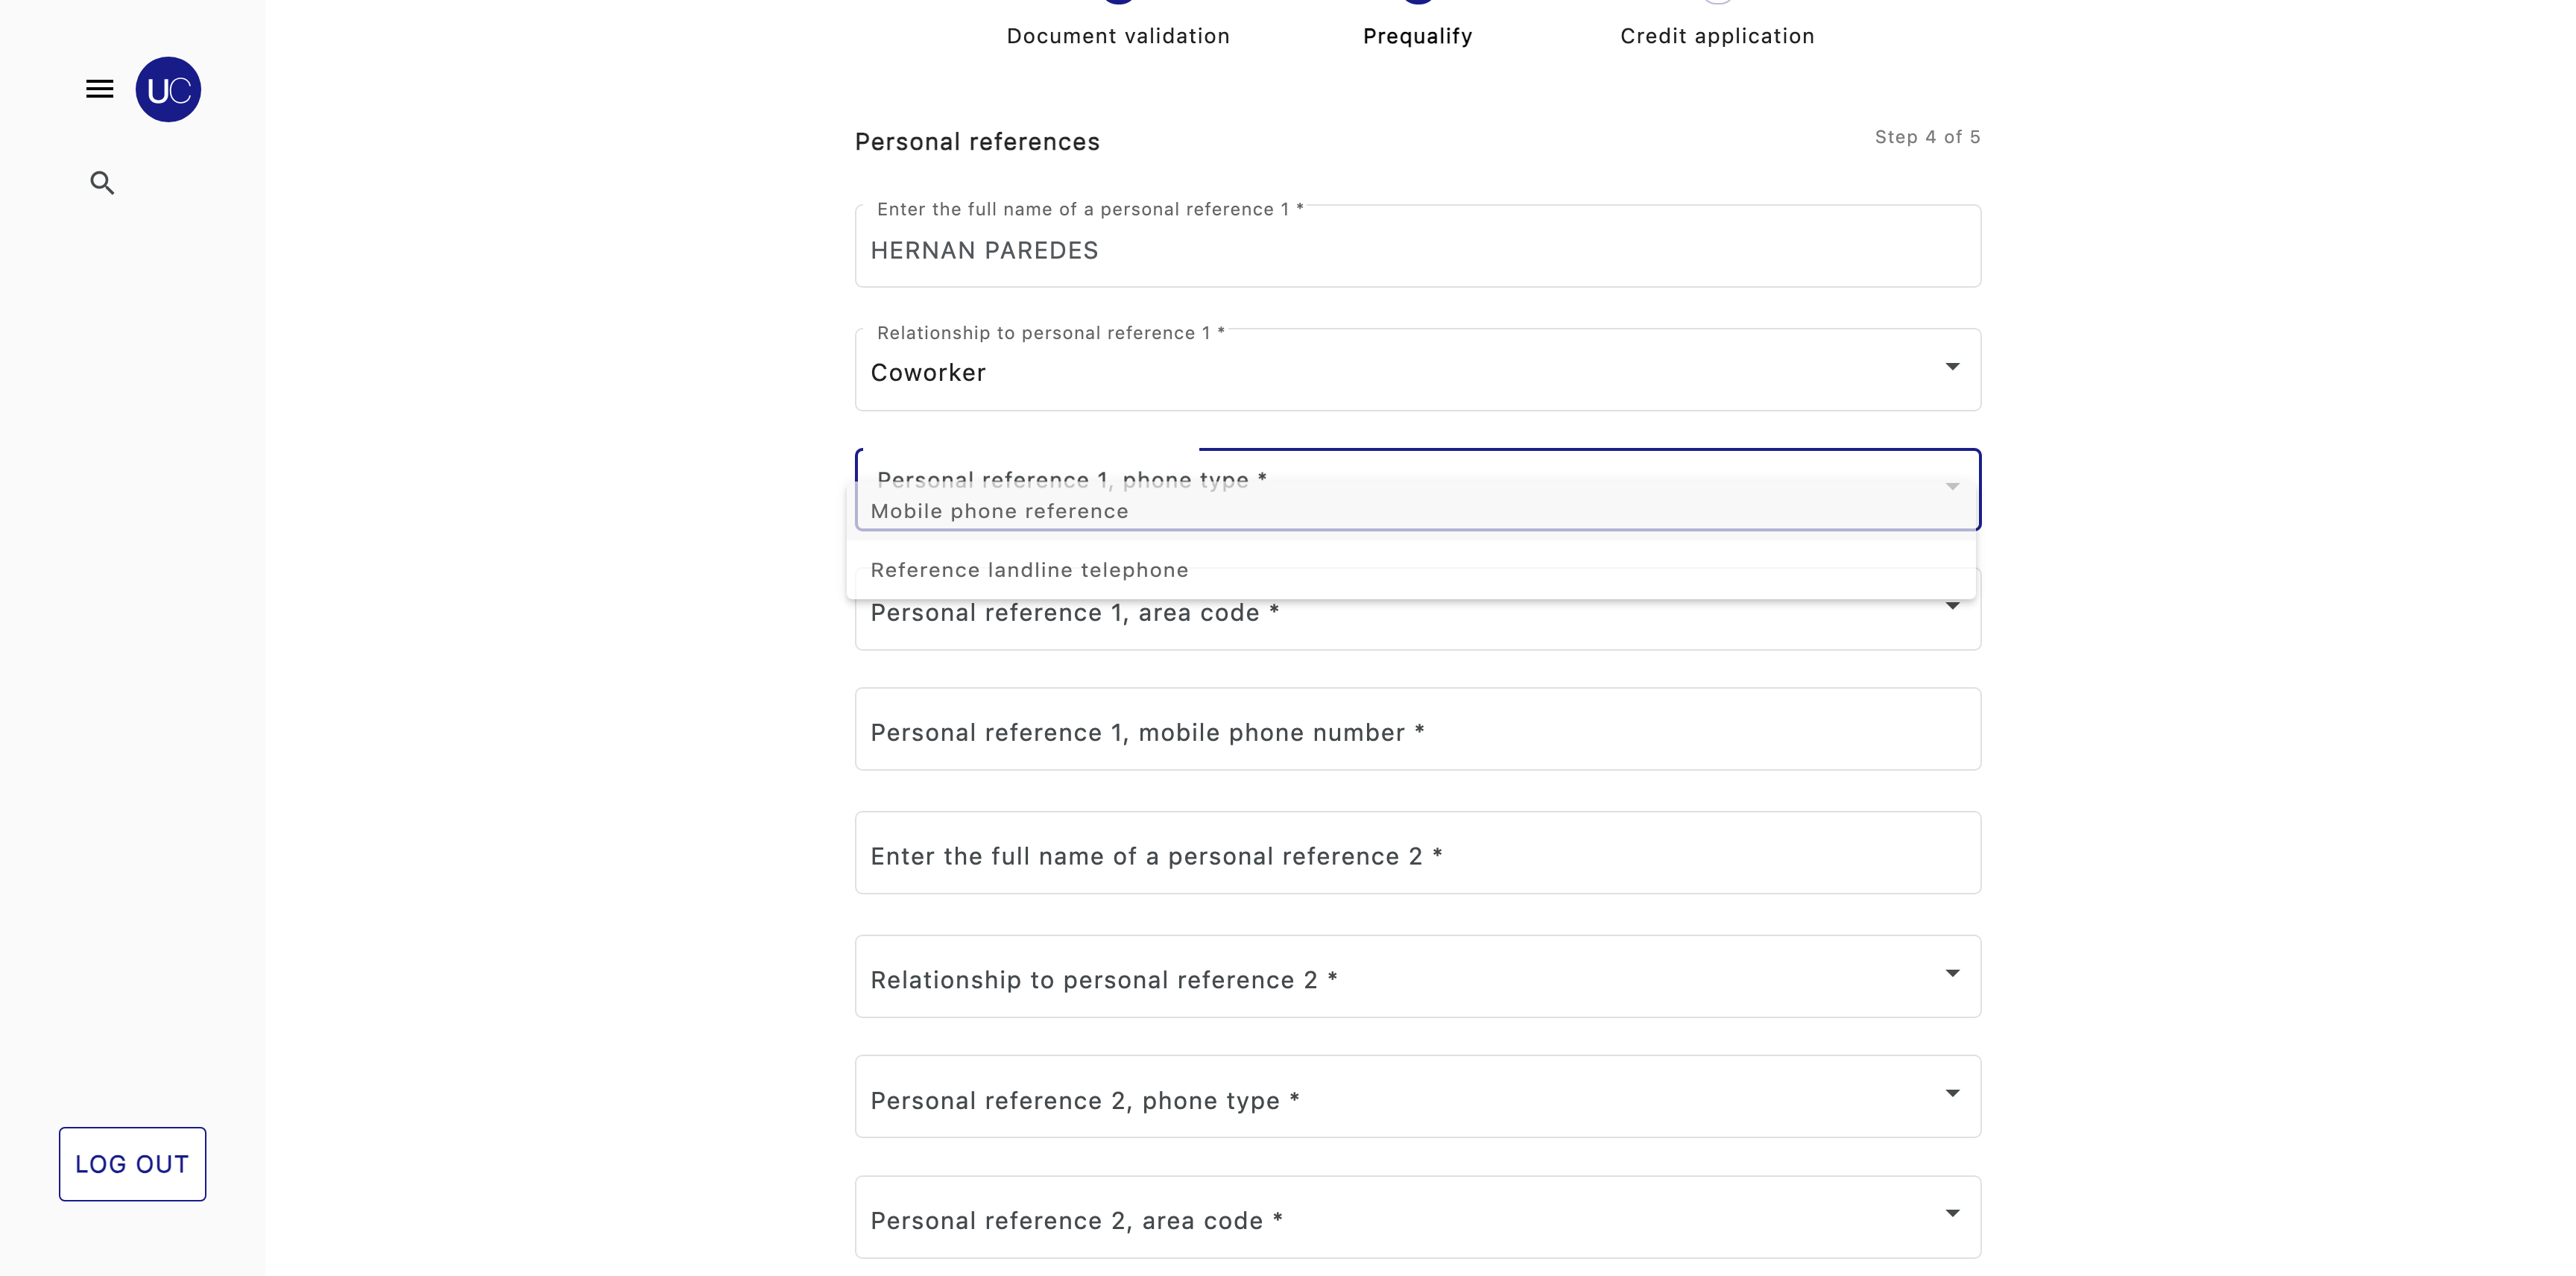 Document validation
Prequalify
Credit application
UC
Personal references
Step 4 of 5
Enter the full name of a personal reference 1 *
HERNAN PAREDES
Relationship to personal reference 1 *
Coworker
Personal reference 1, phone type *
Mobile phone reference
Reference landline telephone
Personal reference 1, area code *
Personal reference 1, mobile phone number *
Enter the full name of a personal reference 2 *
Relationship to personal reference 2 *
Personal reference 2, phone type *
LOG OUT
Personal reference 2, area code *